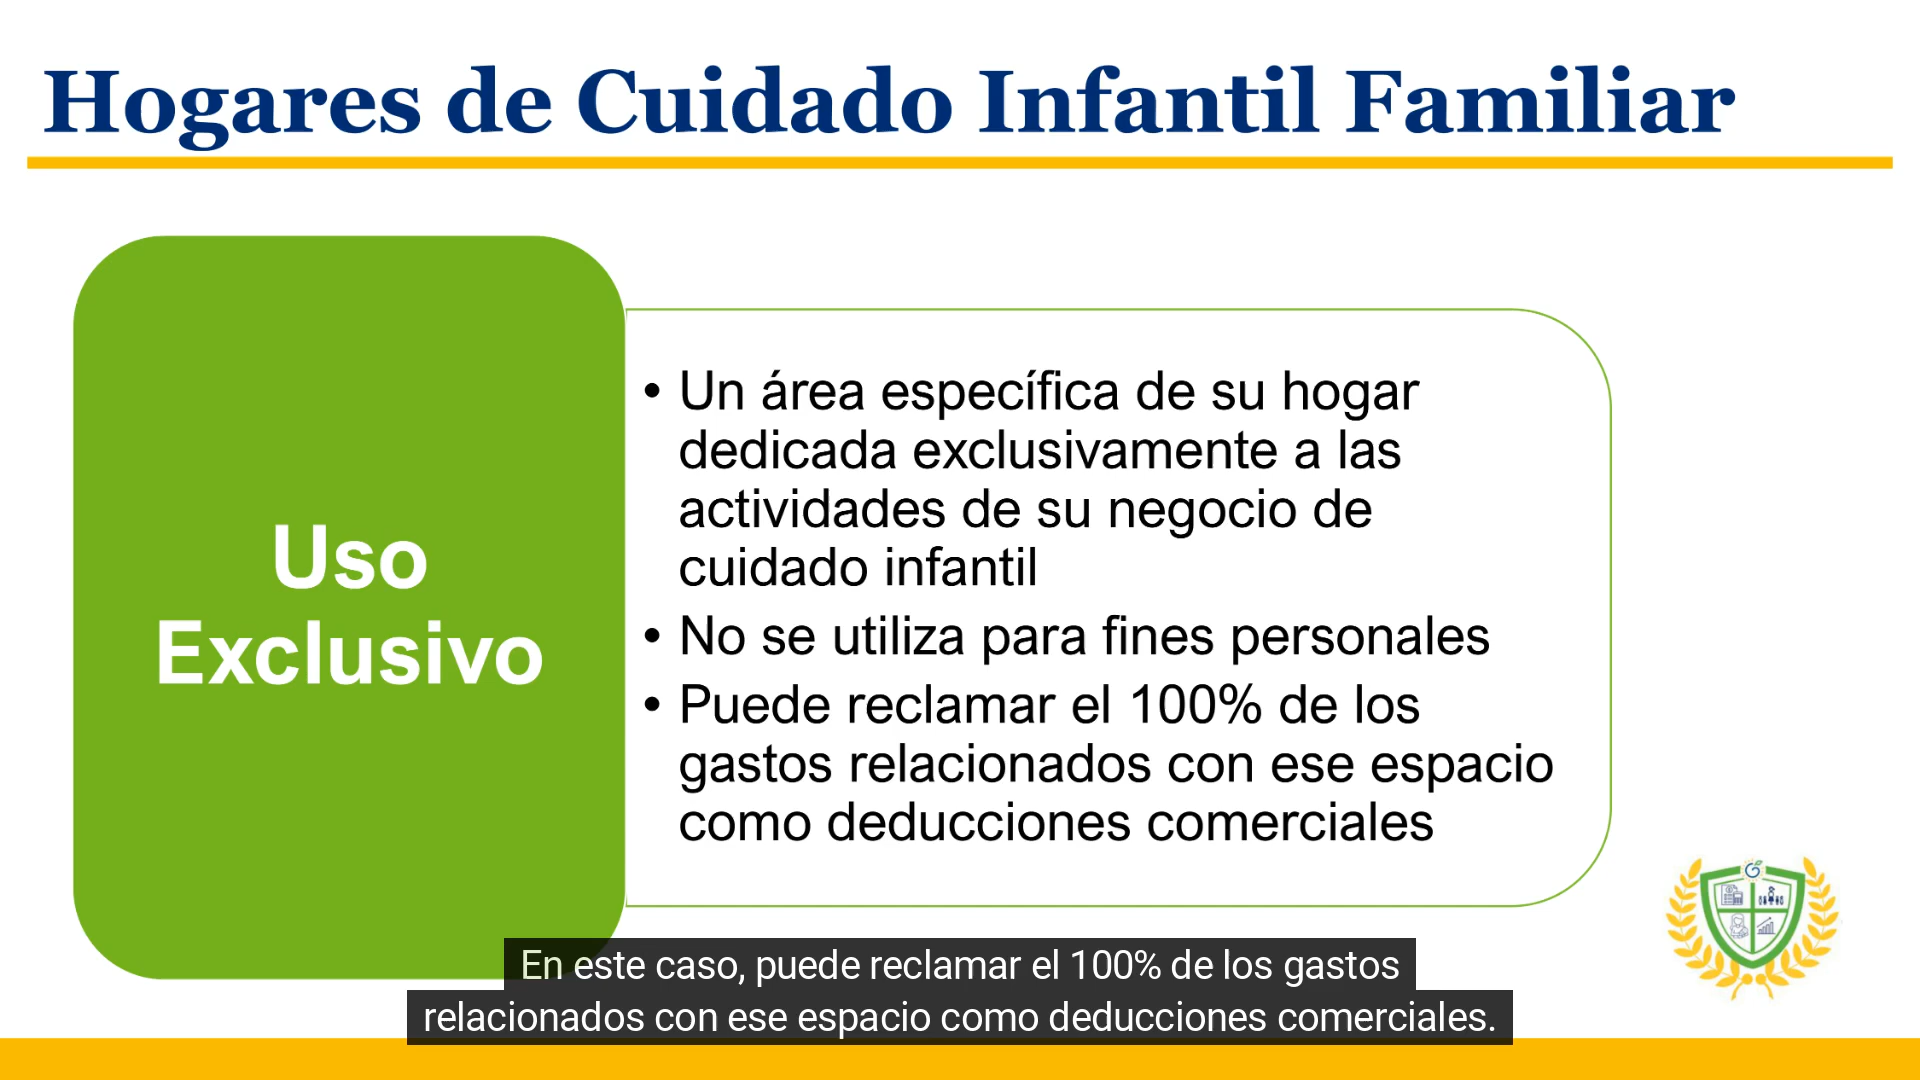 Hogares de Cuidado Infantil Familiar
Uso
Exclusivo
• Un área específica de su hogar
dedicada exclusivamente a las
actividades de su negocio de
cuidado infantil
• No se utiliza para fines personales
• Puede reclamar el 100% de los
gastos relacionados con ese espacio
como deducciones comerciales
En este caso, puede reclamar el 100% de los gastos
relacionados con ese espacio como deducciones comerciales.